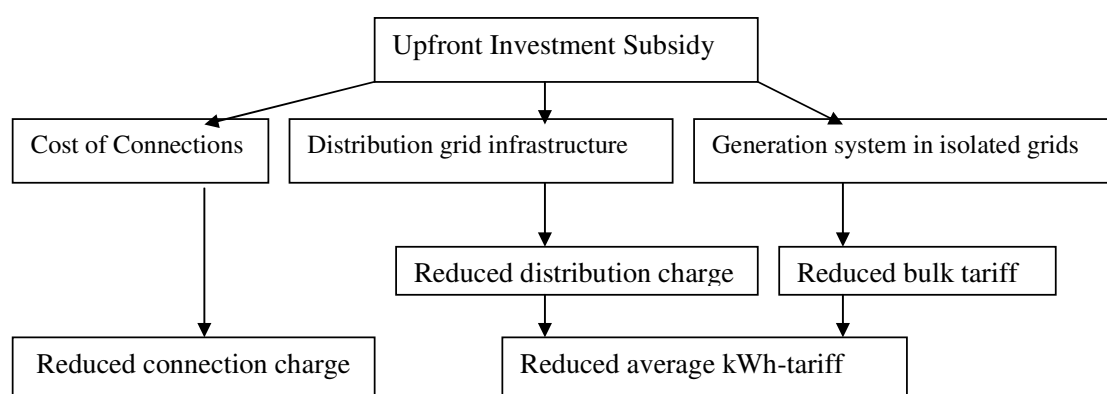 Upfront Investment Subsidy
Cost of Connections
Distribution grid infrastructure
Generation system in isolated grids
Reduced distribution charge
Reduced bulk tariff
Reduced connection charge
Reduced average kWh-tariff